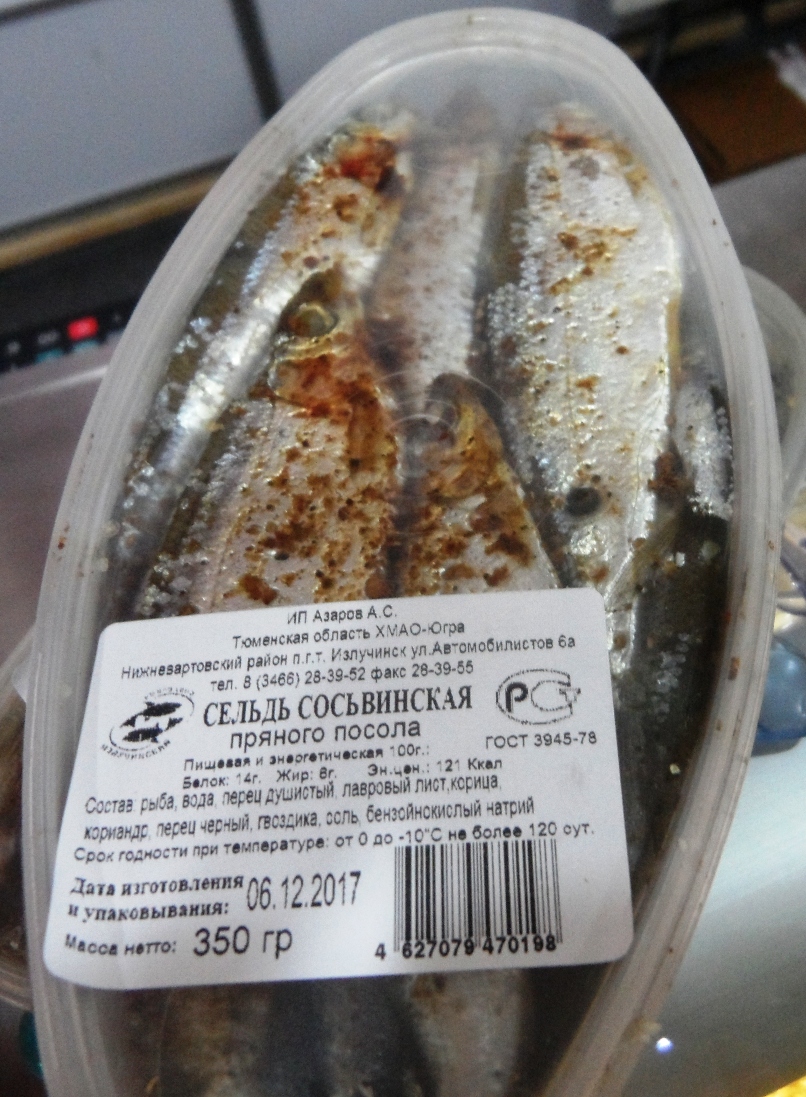 ИП Азаров А.С.
Тюменская область ХМАО-Югра
Нижневартовский район п.г.т. Излучинск ул.Автомобилистов 6а
тел. 8 (3466) 28-39-52 факс 28-39-55
СЕЛЬДЬ СОСЬВИНСКАЯ
пряного посола
РСТ
ГОСТ 3945-78
Пищевая и энергетическая 100г.:
Белок: 14г. Жир: 8г. Эн.цен.: 121 Ккал
Состав: рыба, вода, перец душистый, лавровый лист,корица,
кориандр, перец черный, гвоздика, соль, бензойнокислый натрий
Срок годности при температуре: от 0 до -10°С не более 120 сут.
Дата изготовления
и упаковывания: 06.12.2017
Масса нетто: 350 гр
4 627079 470198